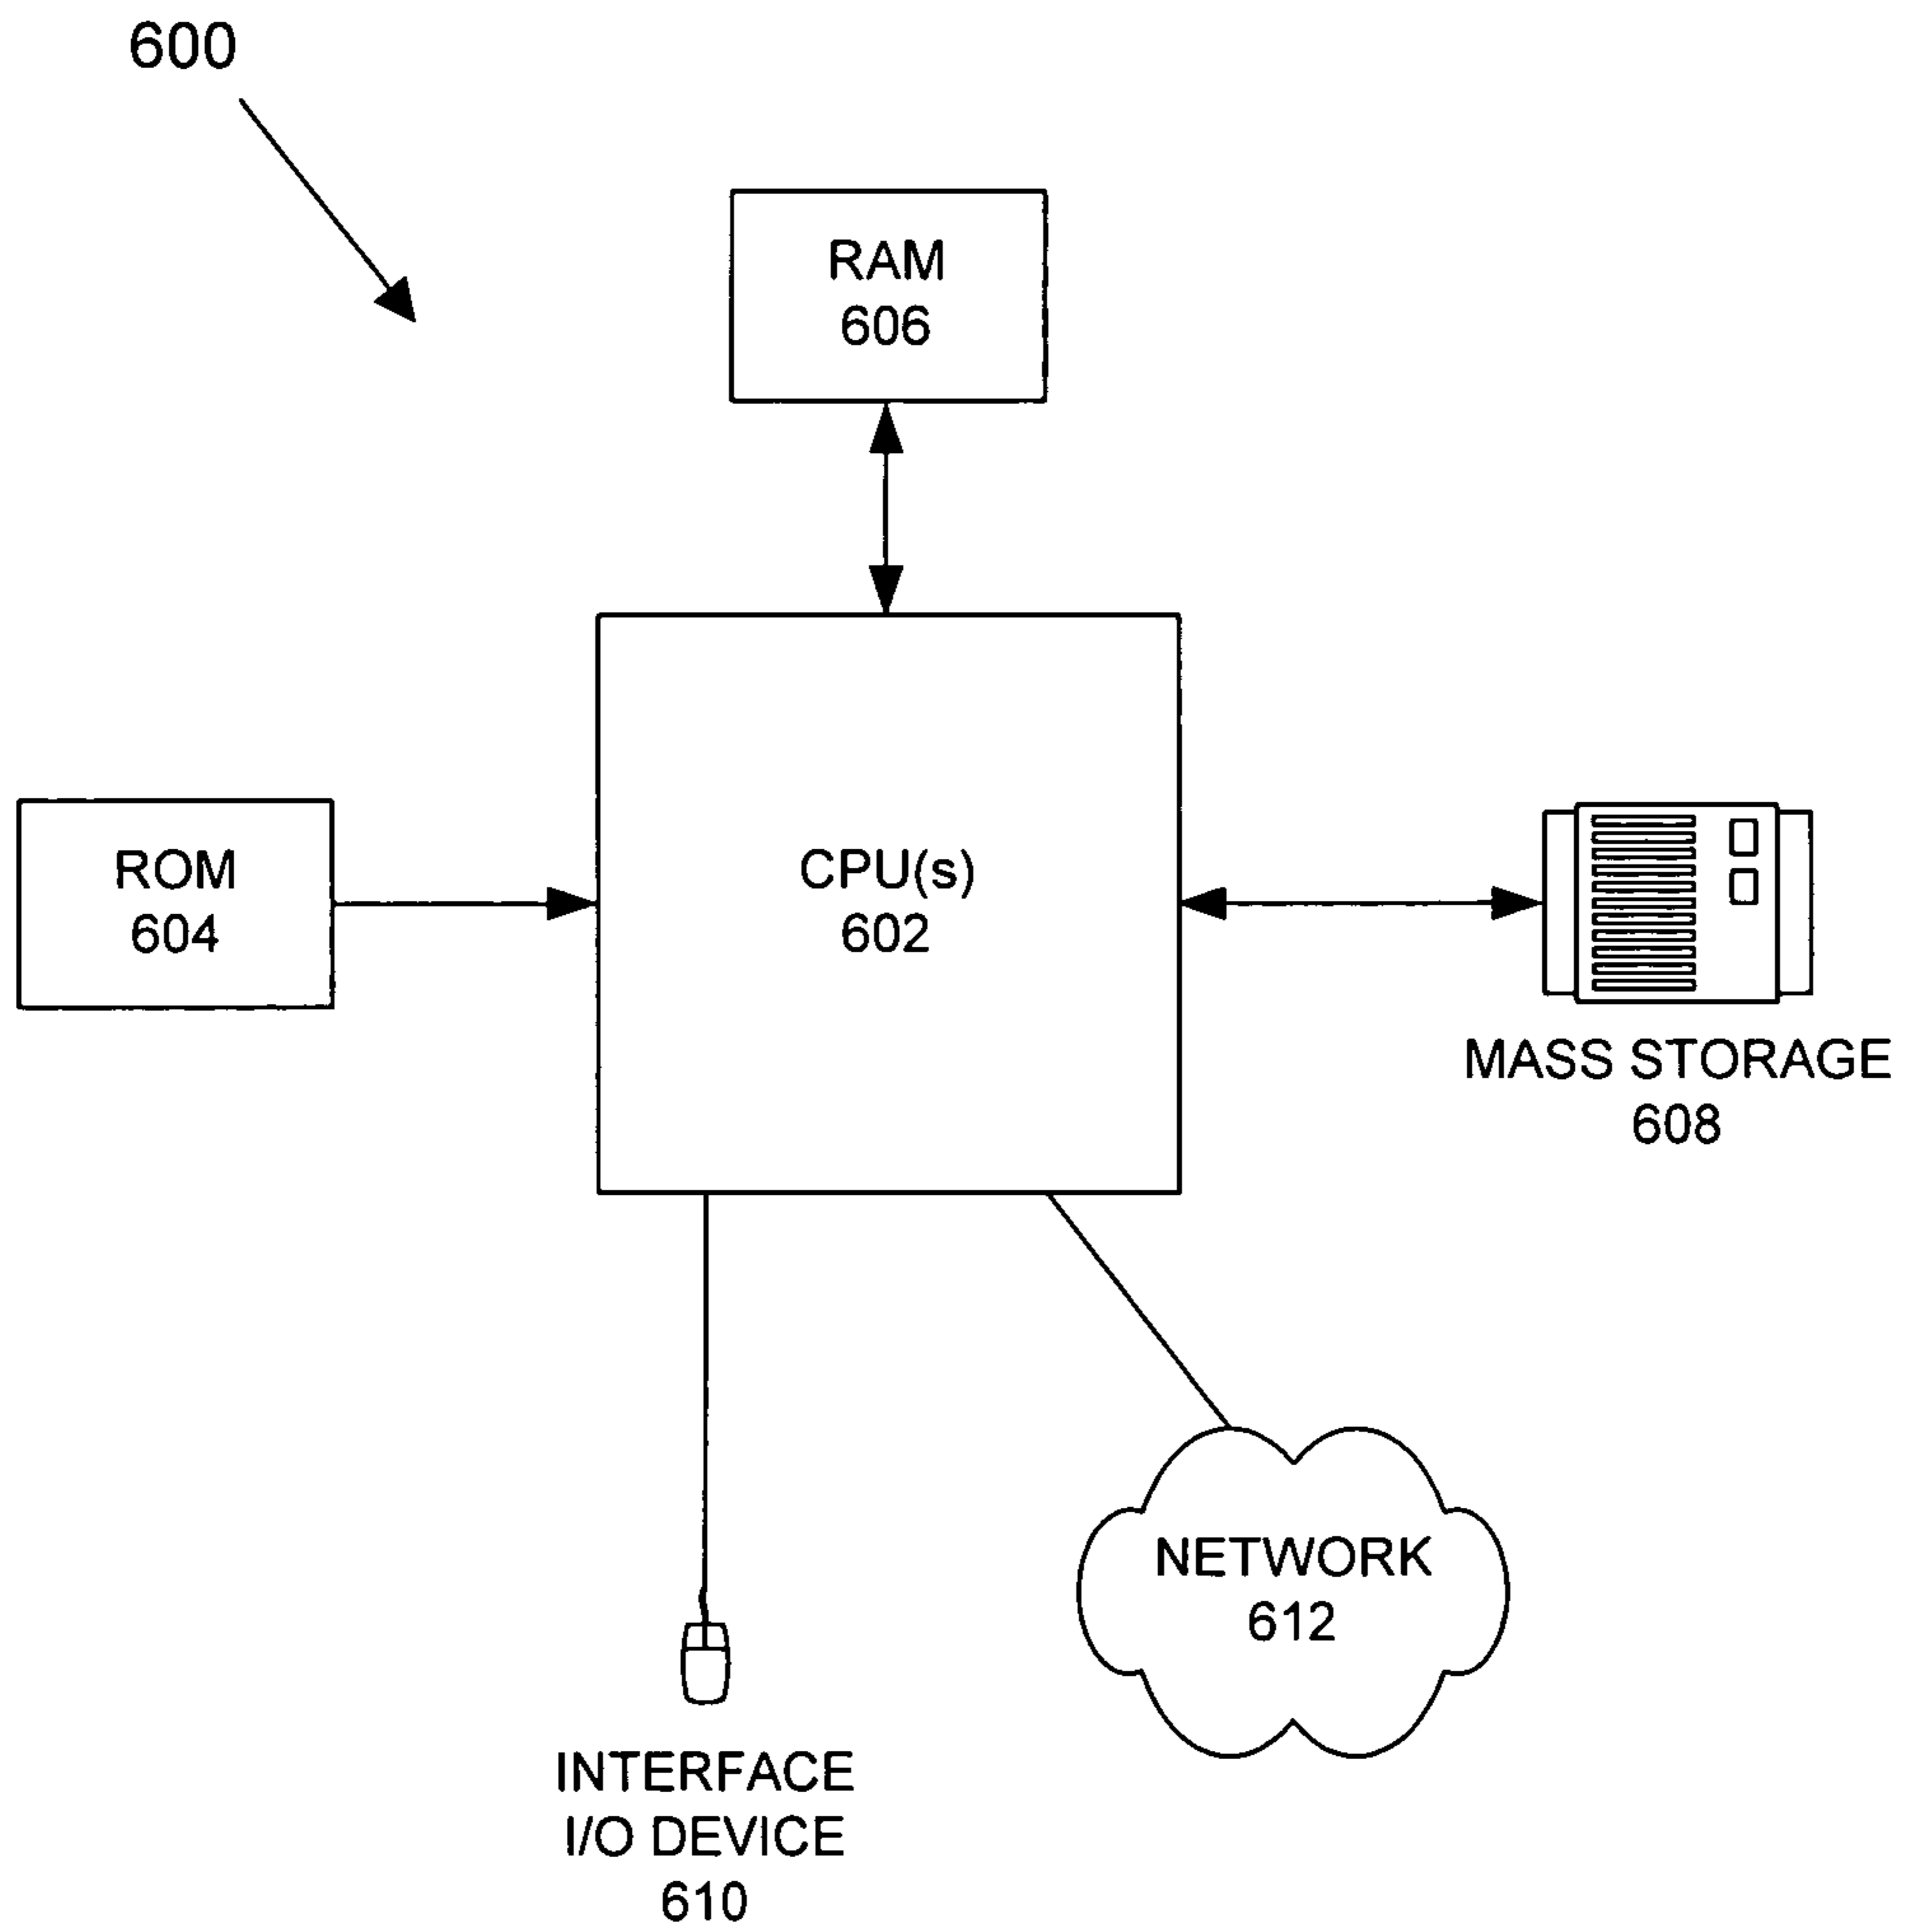 600
RAM
606
ROM
604
CPU(s)
602
MASS STORAGE
608
NETWORK
612
INTERFACE
I/O DEVICE
610